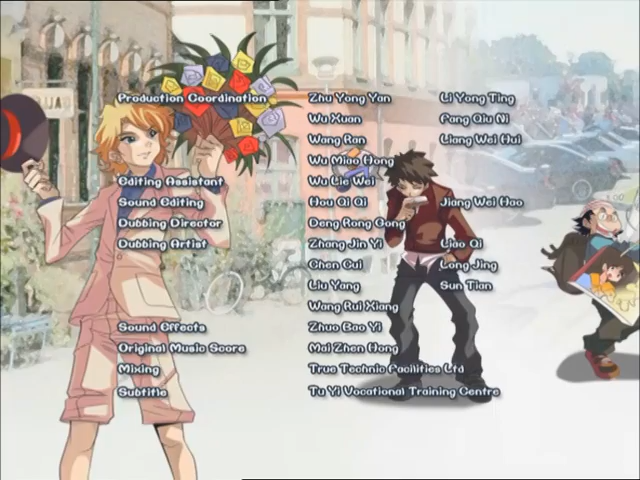 Production Coordination Zhu Yong Yan Li Yong Ting
Wu Xuan Pang Qiu Ni
Wang Ran Liang Wei Hui
Wu Miao Hong
Editing Assistant Wu Lie Wei
Sound Editing Hou Qi Qi Jiang Wei Hao
Dubbing Director Deng Rong Gong
Dubbing Artist Zhang Jin Yi Liao Qi
Chen Cui Long Jing
Liu Yang Sun Tian
Wang Rui Xiang
Sound Effects Zhuo Bao Yi
Original Music Score Mai Zhen Hong
Mixing True Technic Facilities Ltd
Subtitle Tu Yi Vocational Training Centre